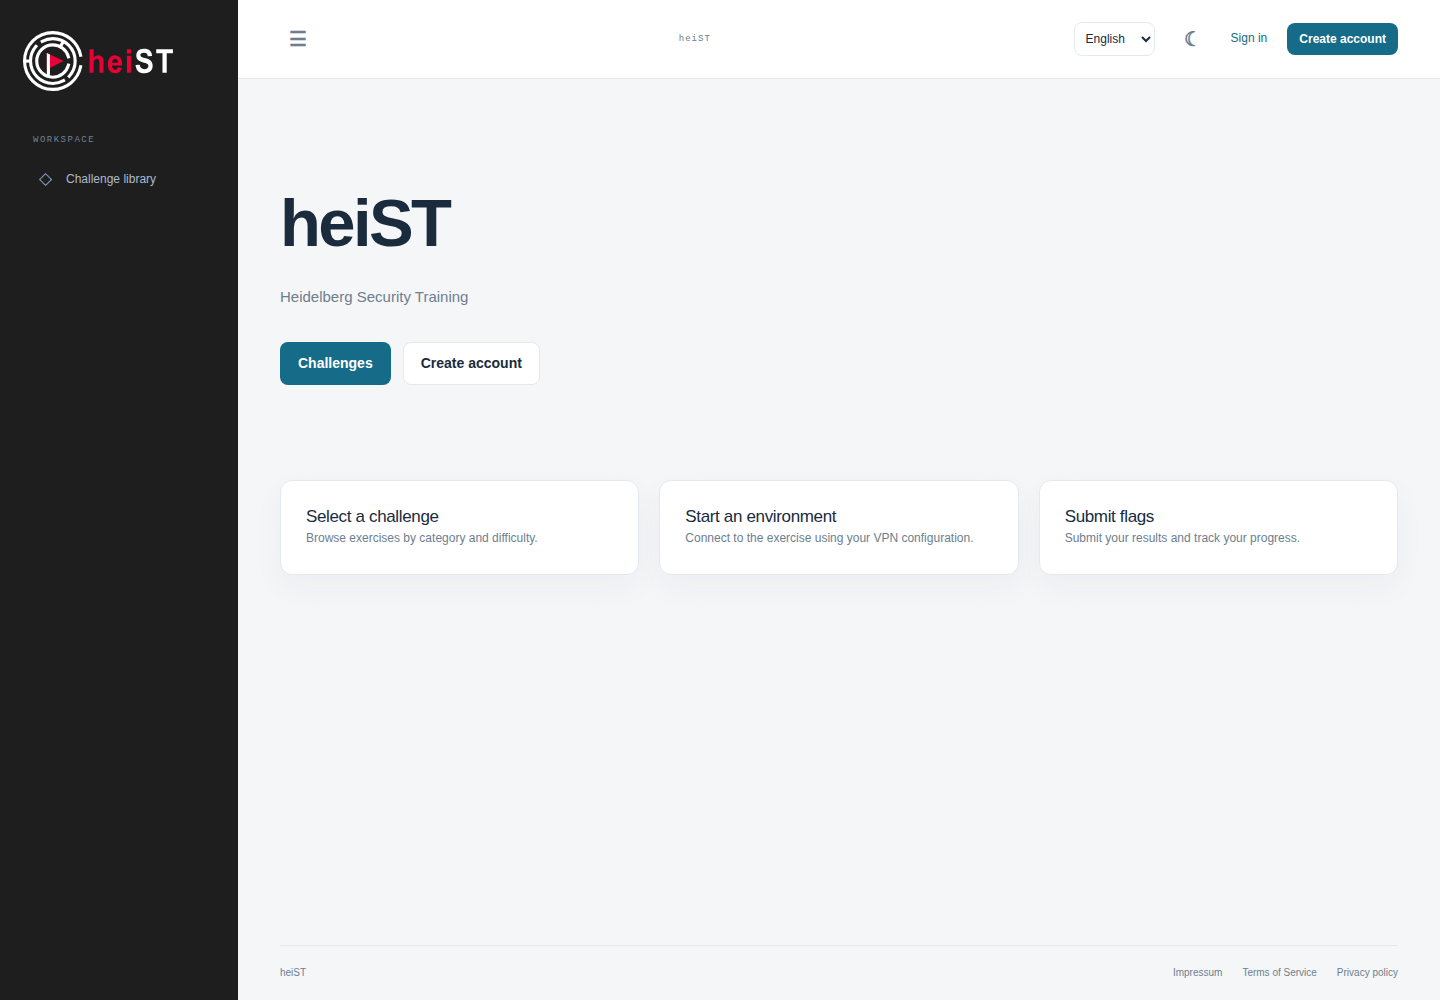 heiST
WORKSPACE
Challenge library
heiST
English
Sign in
Create account
heiST
Heidelberg Security Training
Challenges
Create account
Select a challenge
Browse exercises by category and difficulty.
Start an environment
Connect to the exercise using your VPN configuration.
Submit flags
Submit your results and track your progress.
heiST
Impressum
Terms of Service
Privacy policy